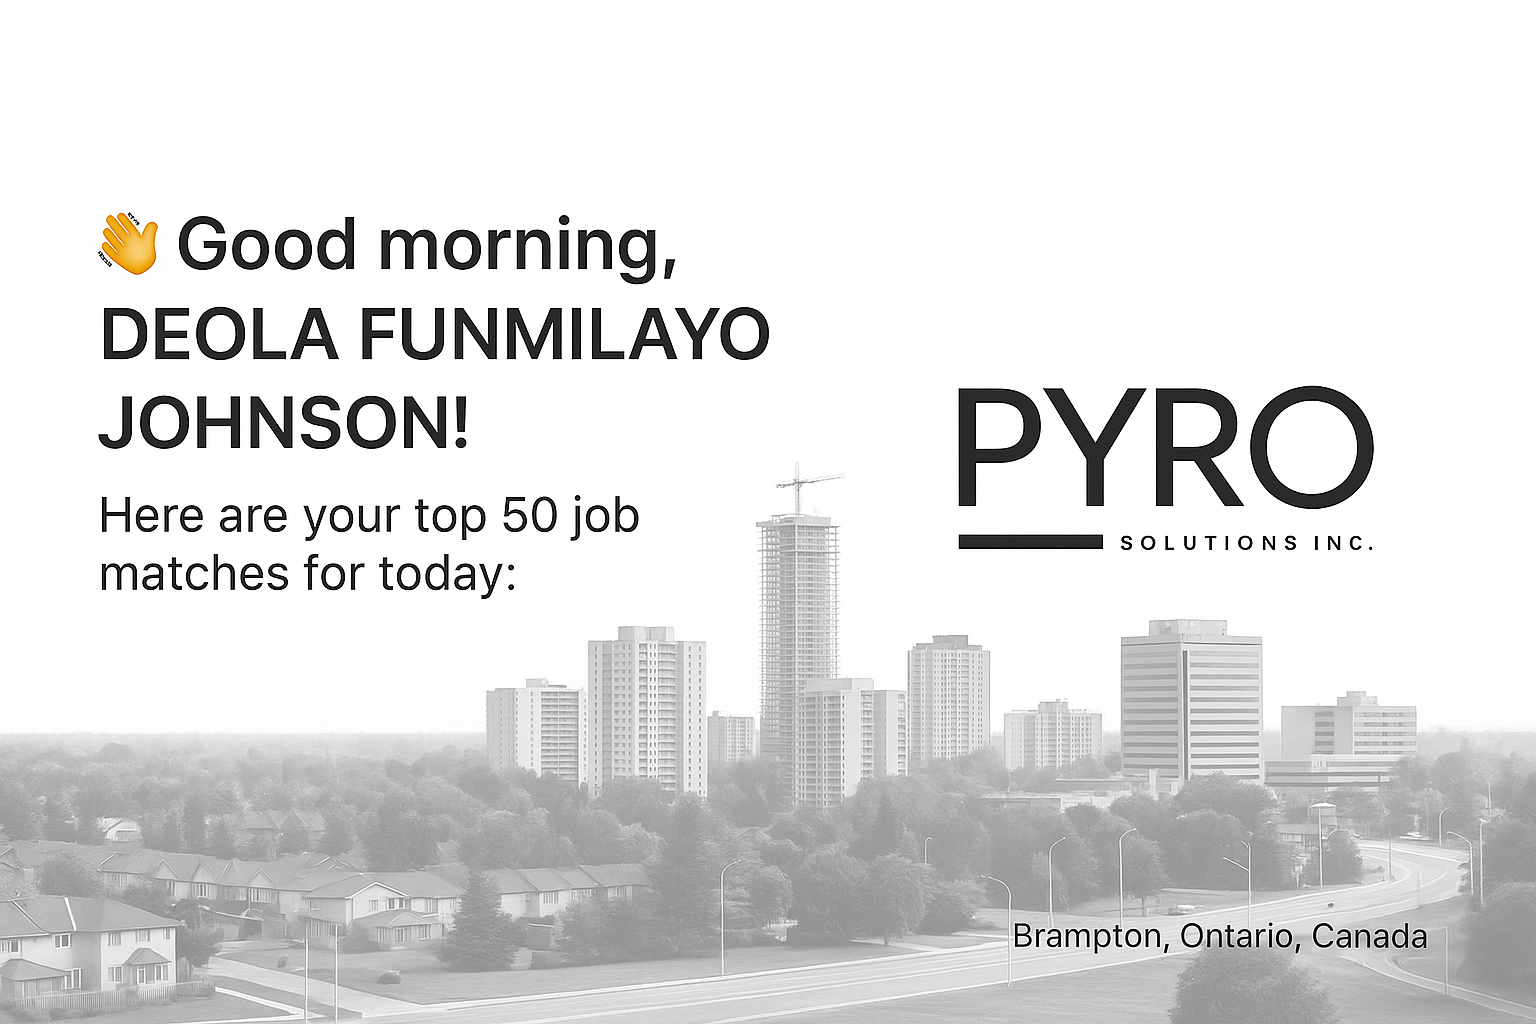 👋 Good morning,
DEOLA FUNMILAYO
JOHNSON!
Here are your top 50 job
matches for today:
PYRO
SOLUTIONS INC.
Brampton, Ontario, Canada